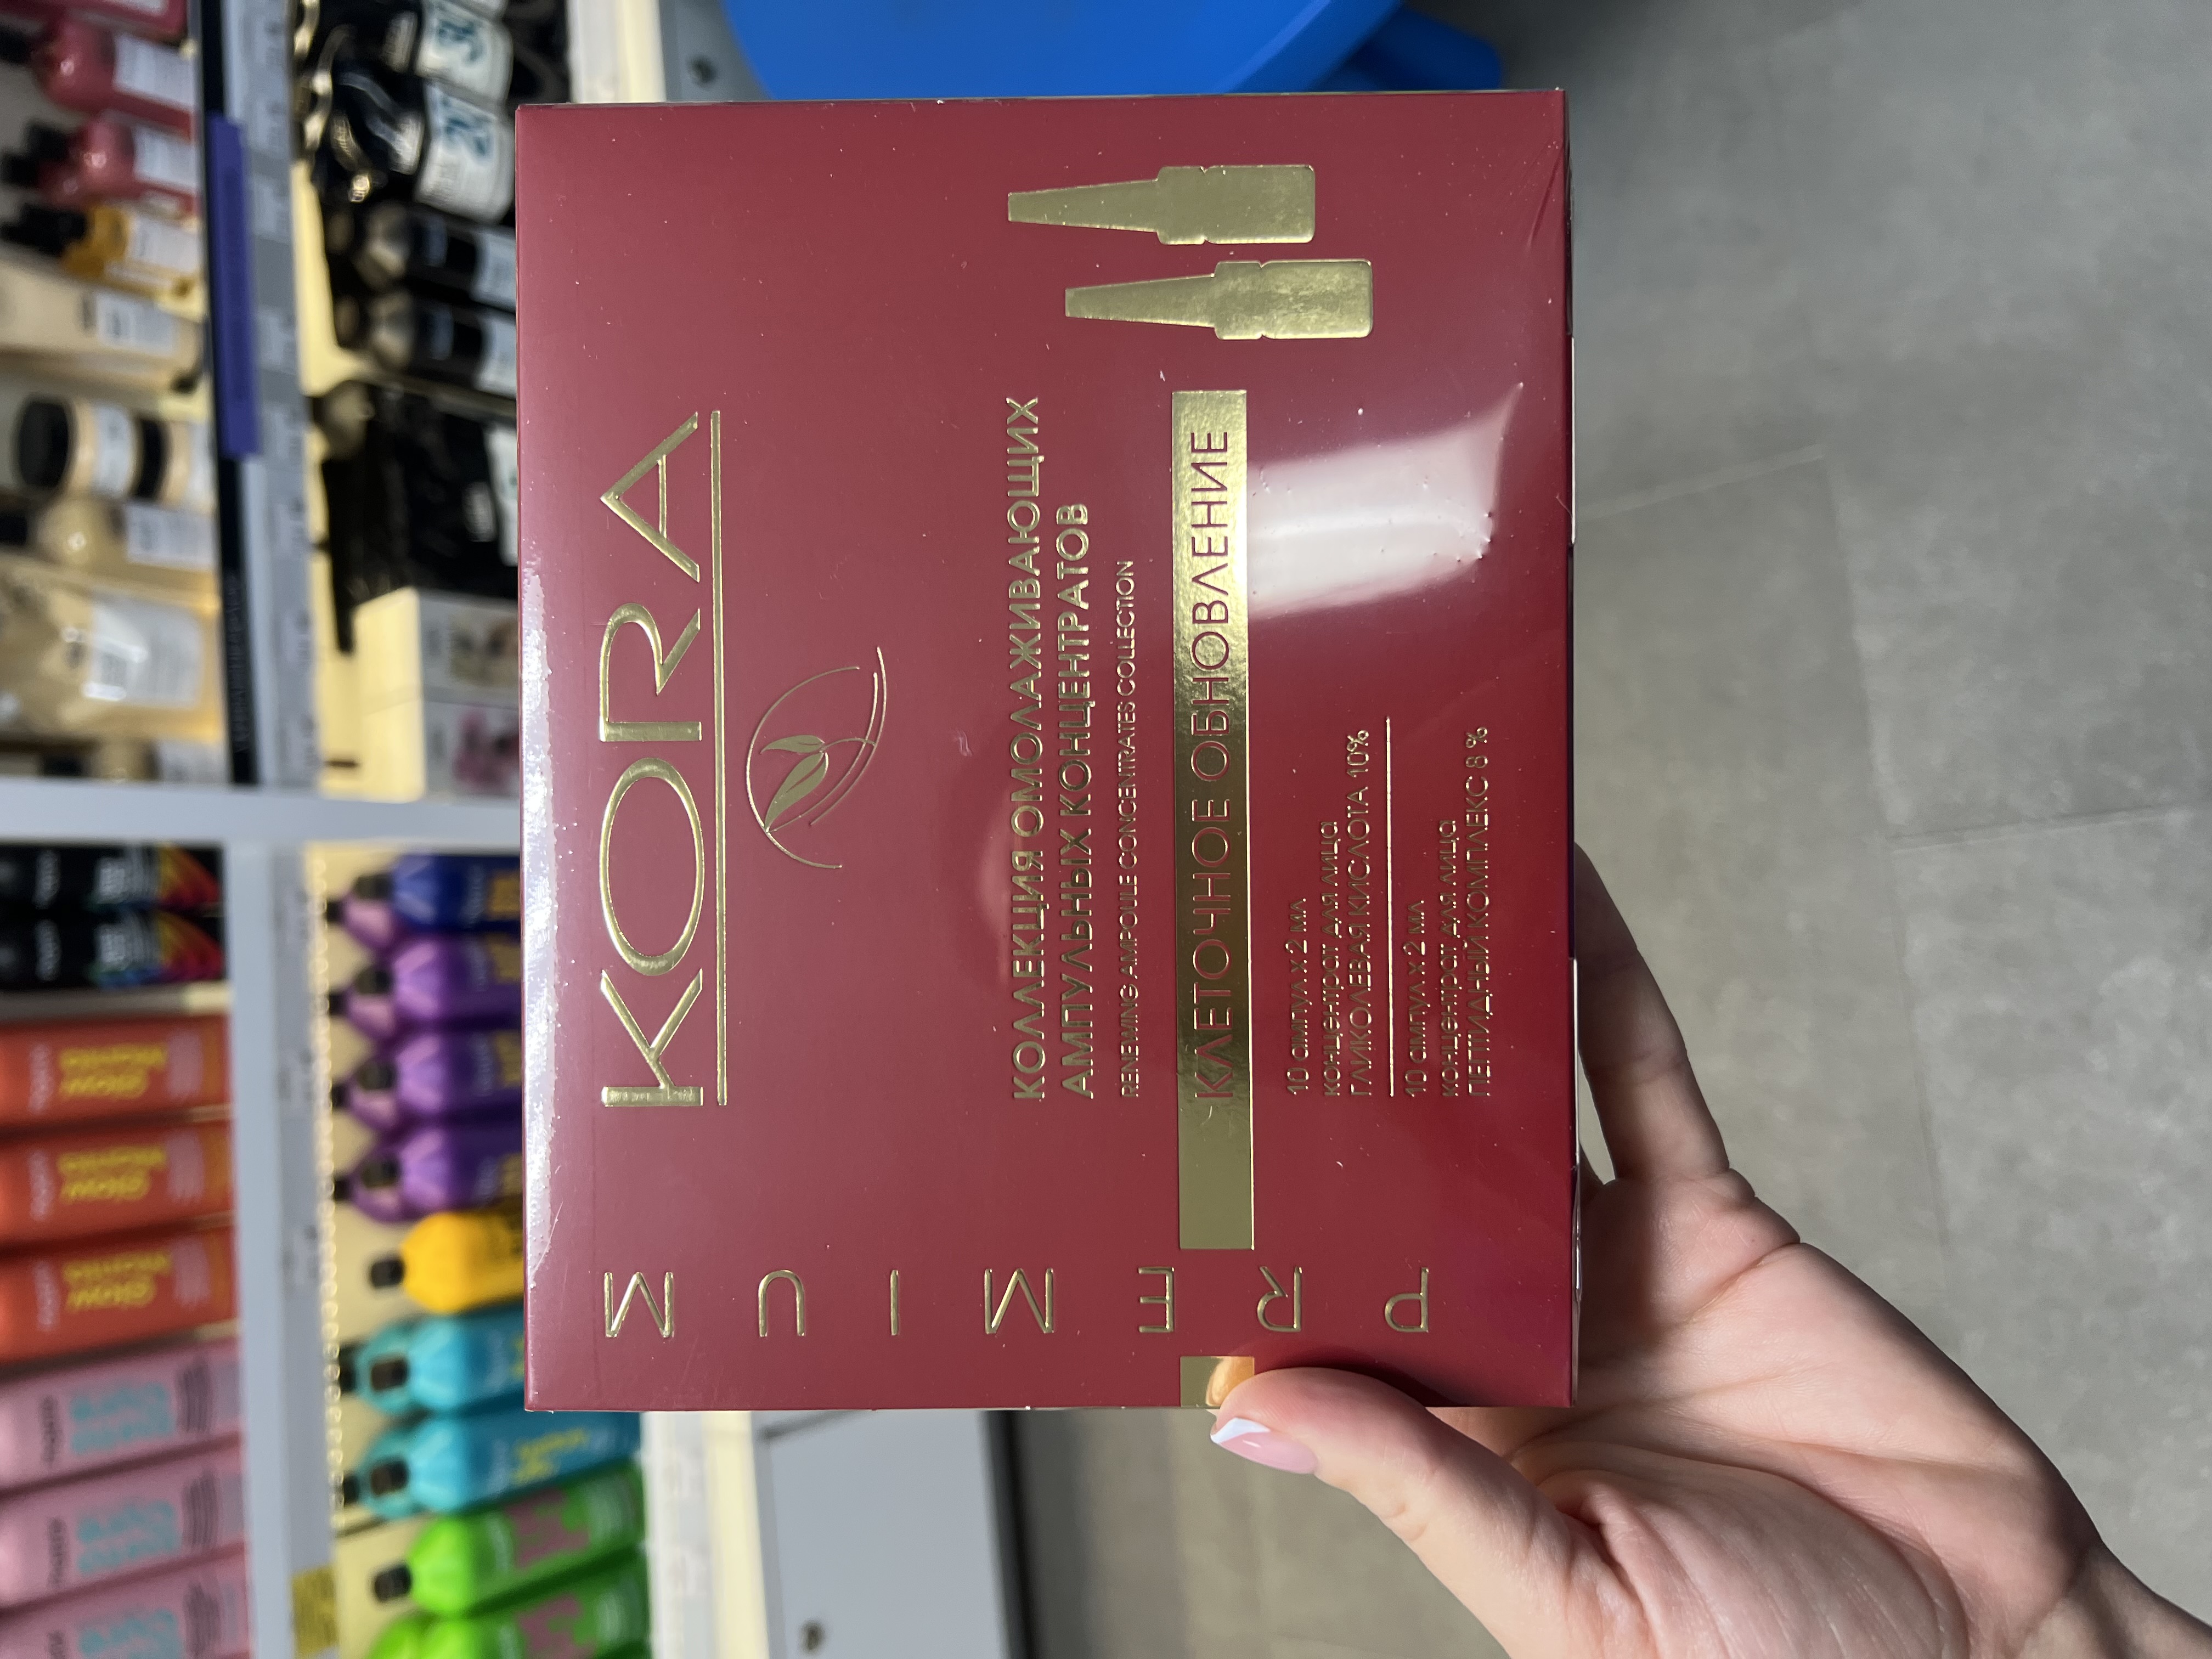 KORA
КОЛЛЕКЦИЯ ОМОЛАЖИВАЮЩИХ
АМПУЛЬНЫХ КОНЦЕНТРАТОВ
RENEWING AMPOULE CONCENTRATES COLLECTION
КЛЕТОЧНОЕ ОБНОВЛЕНИЕ
10 ампул х 2 мл
концентрат для лица
ГЛИКОЛЕВАЯ КИСЛОТА 10%
10 ампул х 2 мл
концентрат для лица
ПЕПТИДНЫЙ КОМПЛЕКС 8 %
PREMIUM